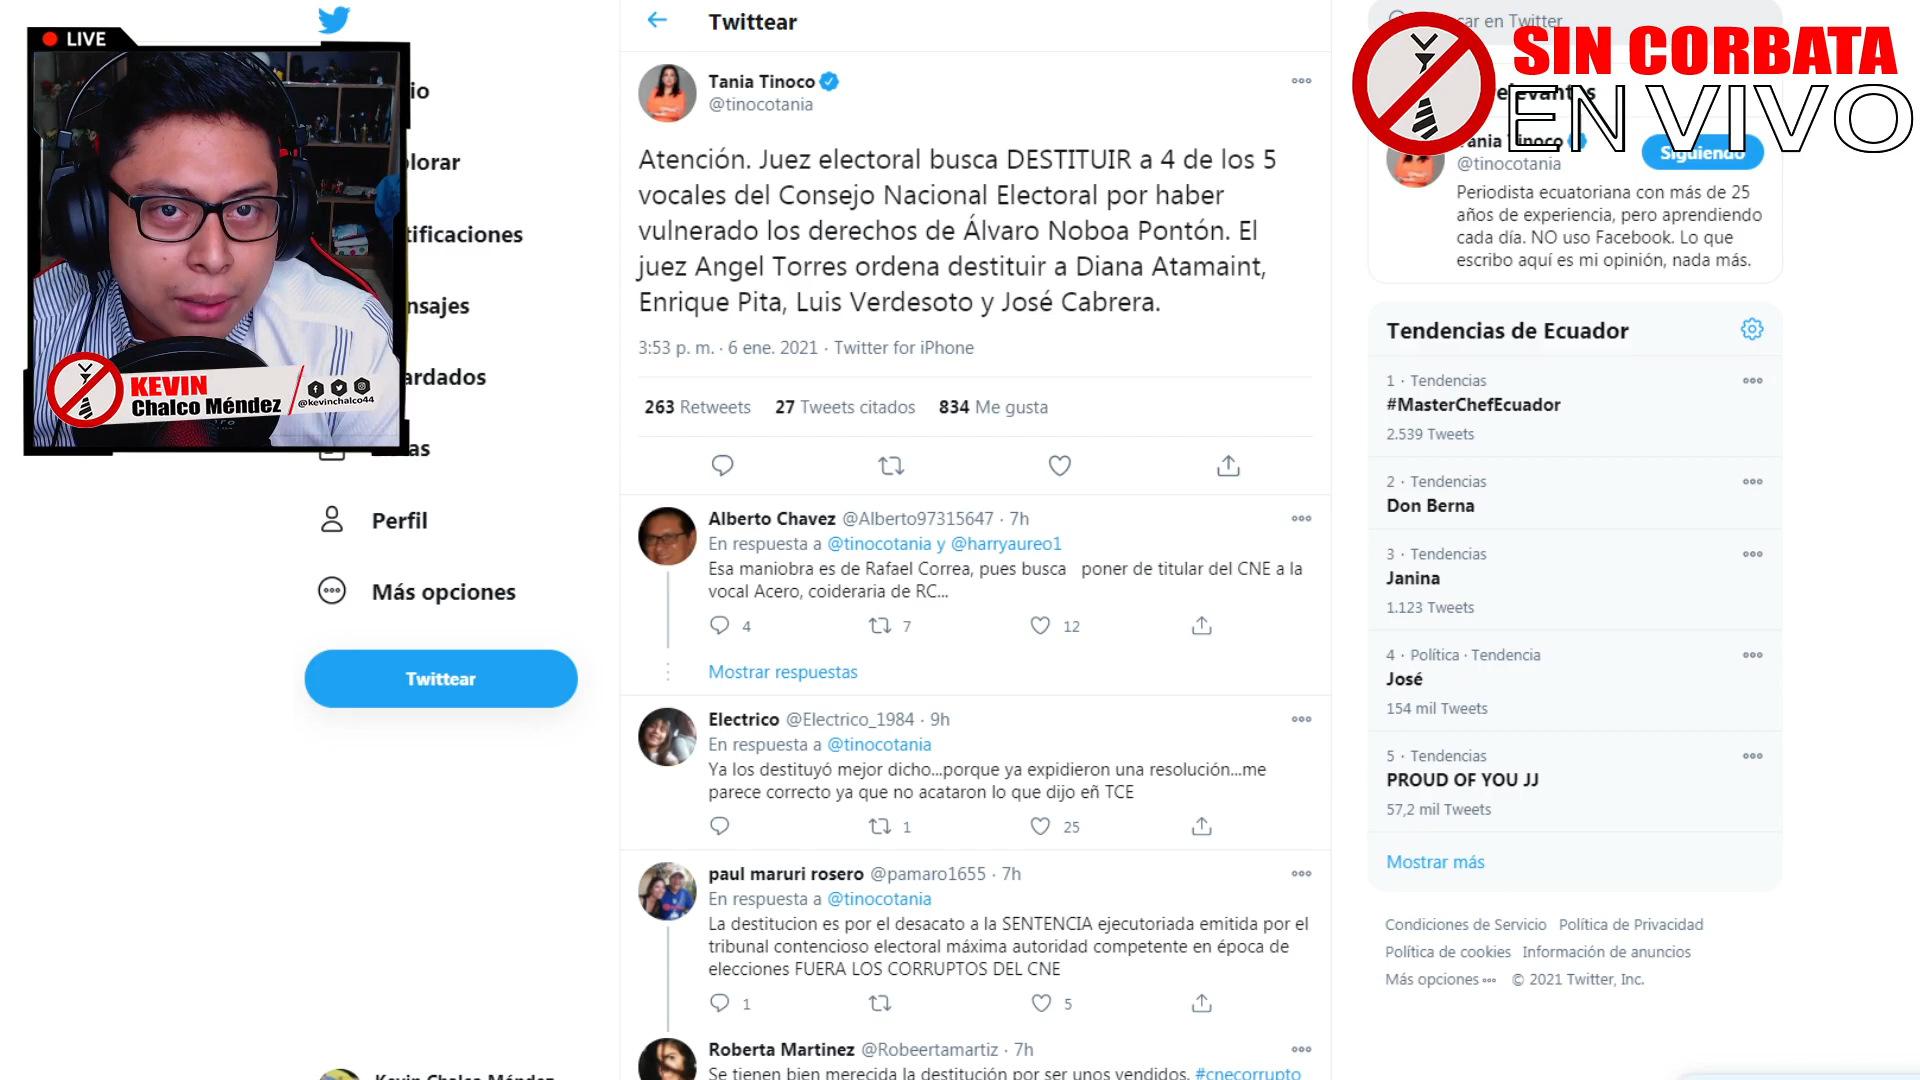 LIVE
KEVIN
Chalco Méndez
@kevinchalco44
io
lorar
tificaciones
nsajes
ardados
as
Perfil
Más opciones
Twittear
Kevin Chalco Méndez
Twittear
Tania Tinoco
@tinocotania
Atención. Juez electoral busca DESTITUIR a 4 de los 5
vocales del Consejo Nacional Electoral por haber
vulnerado los derechos de Álvaro Noboa Pontón. El
juez Angel Torres ordena destituir a Diana Atamaint,
Enrique Pita, Luis Verdesoto y José Cabrera.
3:53 p. m. · 6 ene. 2021 · Twitter for iPhone
263 Retweets 27 Tweets citados 834 Me gusta
Alberto Chavez @Alberto97315647 · 7h
En respuesta a @tinocotania y @harryaureo1
Esa maniobra es de Rafael Correa, pues busca poner de titular del CNE a la
vocal Acero, coideraria de RC...
4 7 12
Mostrar respuestas
Electrico @Electrico_1984 · 9h
En respuesta a @tinocotania
Ya los destituyó mejor dicho...porque ya expidieron una resolución...me
parece correcto ya que no acataron lo que dijo eñ TCE
1 25
paul maruri rosero @pamaro1655 · 7h
En respuesta a @tinocotania
La destitucion es por el desacato a la SENTENCIA ejecutoriada emitida por el
tribunal contencioso electoral máxima autoridad competente en época de
elecciones FUERA LOS CORRUPTOS DEL CNE
1 5
Roberta Martinez @Robeertamartiz · 7h
Se tienen bien merecida la destitución por ser unos vendidos. #cnecorrupto
car en Twitter
SIN CORBATA
EN VIVO
elevantes
ania Tinoco
@tinocotania
Siguiendo
Periodista ecuatoriana con más de 25
años de experiencia, pero aprendiendo
cada día. NO uso Facebook. Lo que
escribo aquí es mi opinión, nada más.
Tendencias de Ecuador
1 · Tendencias
#MasterChefEcuador
2.539 Tweets
2 · Tendencias
Don Berna
3 · Tendencias
Janina
1.123 Tweets
4 · Política · Tendencia
José
154 mil Tweets
5 · Tendencias
PROUD OF YOU JJ
57,2 mil Tweets
Mostrar más
Condiciones de Servicio Política de Privacidad
Política de cookies Información de anuncios
Más opciones © 2021 Twitter, Inc.